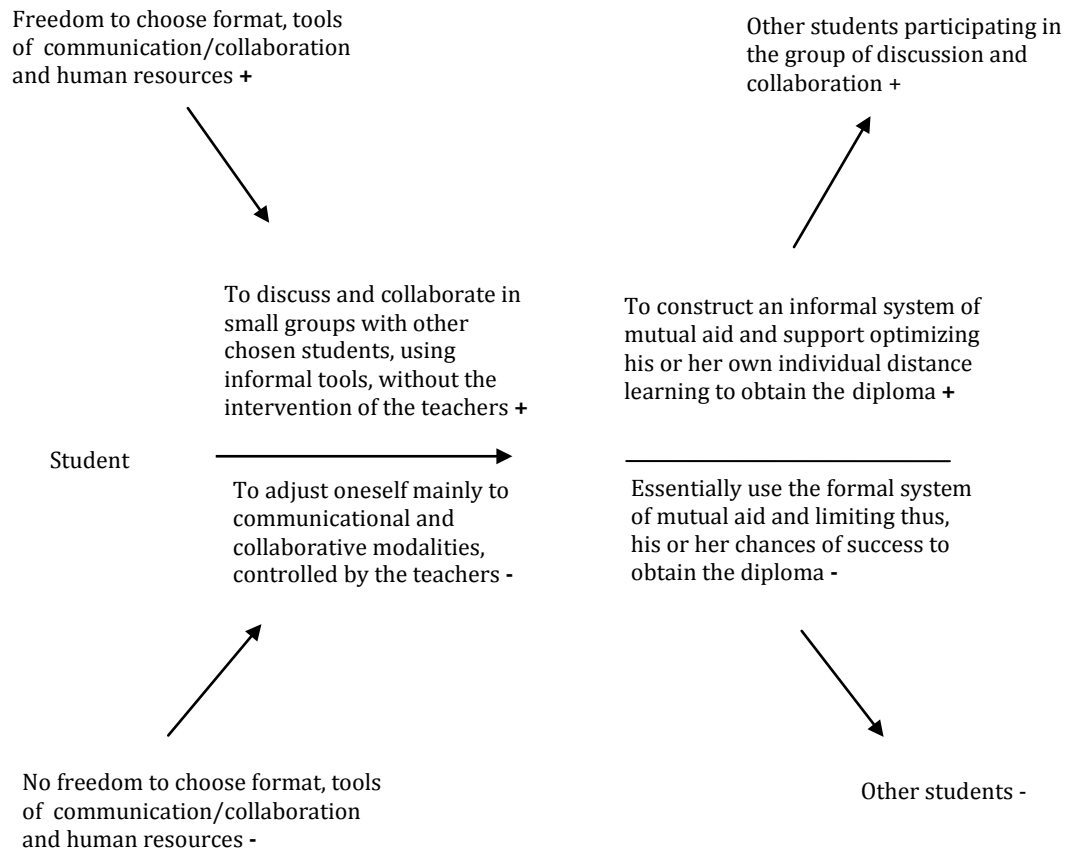 Freedom to choose format, tools
of communication/collaboration
and human resources +
Other students participating in
the group of discussion and
collaboration +
To discuss and collaborate in
small groups with other
chosen students, using
informal tools, without the
intervention of the teachers +
To construct an informal system of
mutual aid and support optimizing
his or her own individual distance
learning to obtain the diploma +
Student
To adjust oneself mainly to
communicational and
collaborative modalities,
controlled by the teachers -
Essentially use the formal system
of mutual aid and limiting thus,
his or her chances of success to
obtain the diploma -
No freedom to choose format, tools
of communication/collaboration
and human resources -
Other students -